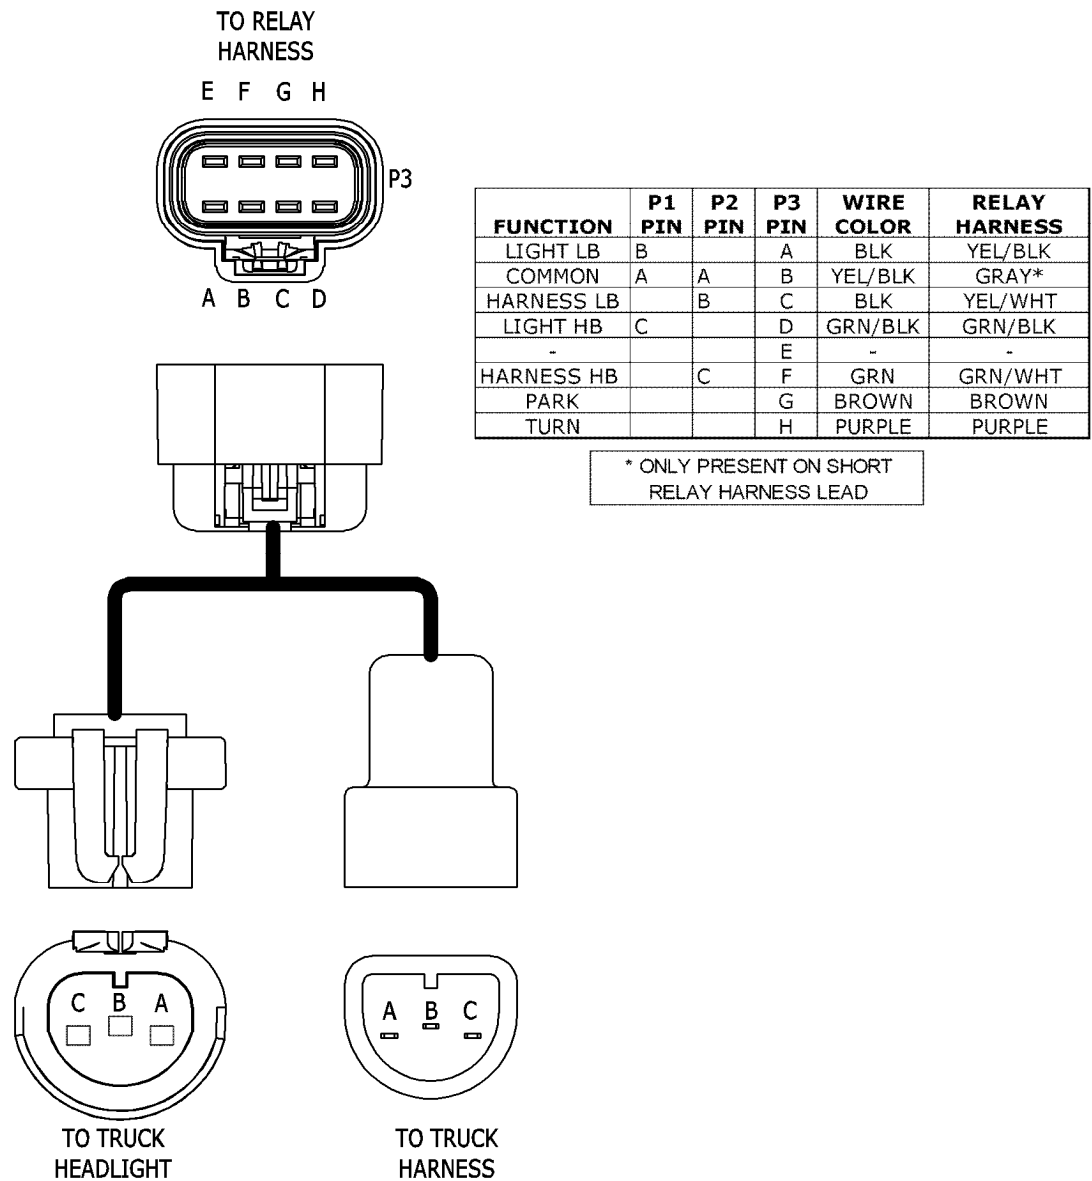 TO RELAY
HARNESS
E F G H
P3
A B C D
FUNCTION P1 PIN P2 PIN P3 PIN WIRE COLOR RELAY HARNESS
LIGHT LB B A BLK YEL/BLK
COMMON A A B YEL/BLK GRAY*
HARNESS LB B C BLK YEL/WHT
LIGHT HB C D GRN/BLK GRN/BLK
- E - -
HARNESS HB C F GRN GRN/WHT
PARK G BROWN BROWN
TURN H PURPLE PURPLE
* ONLY PRESENT ON SHORT
RELAY HARNESS LEAD
C B A
A B C
TO TRUCK
HEADLIGHT
TO TRUCK
HARNESS